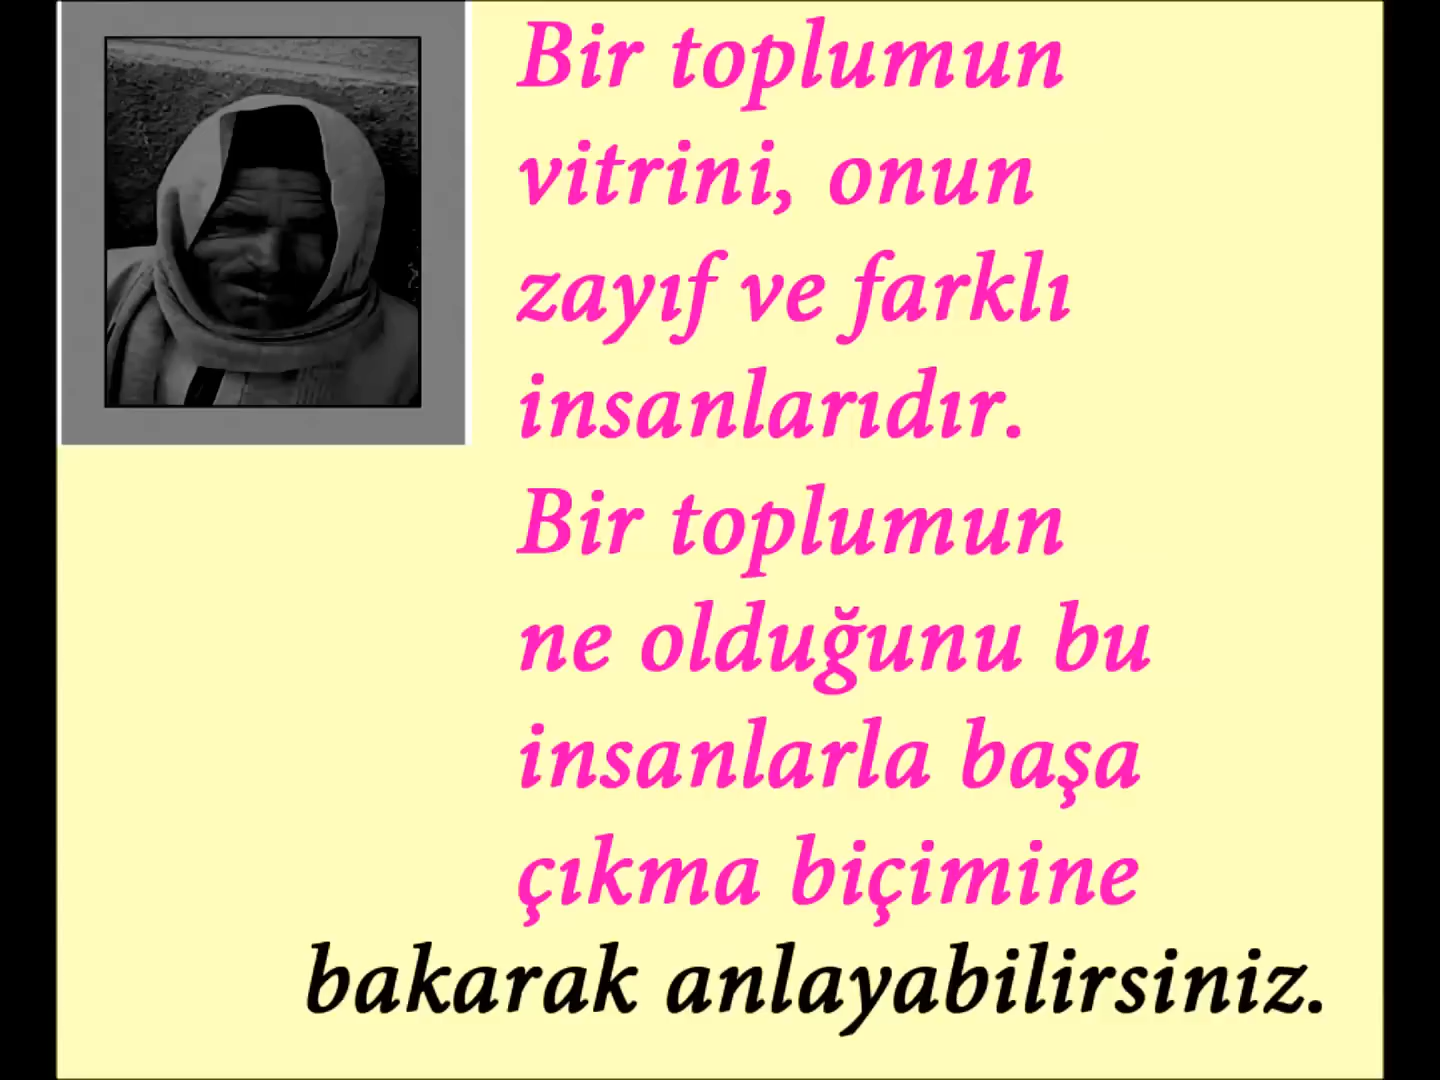 Bir toplumun
vitrini, onun
zayıf ve farklı
insanlarıdır.
Bir toplumun
ne olduğunu bu
insanlarla başa
çıkma biçimine
bakarak anlayabilirsiniz.